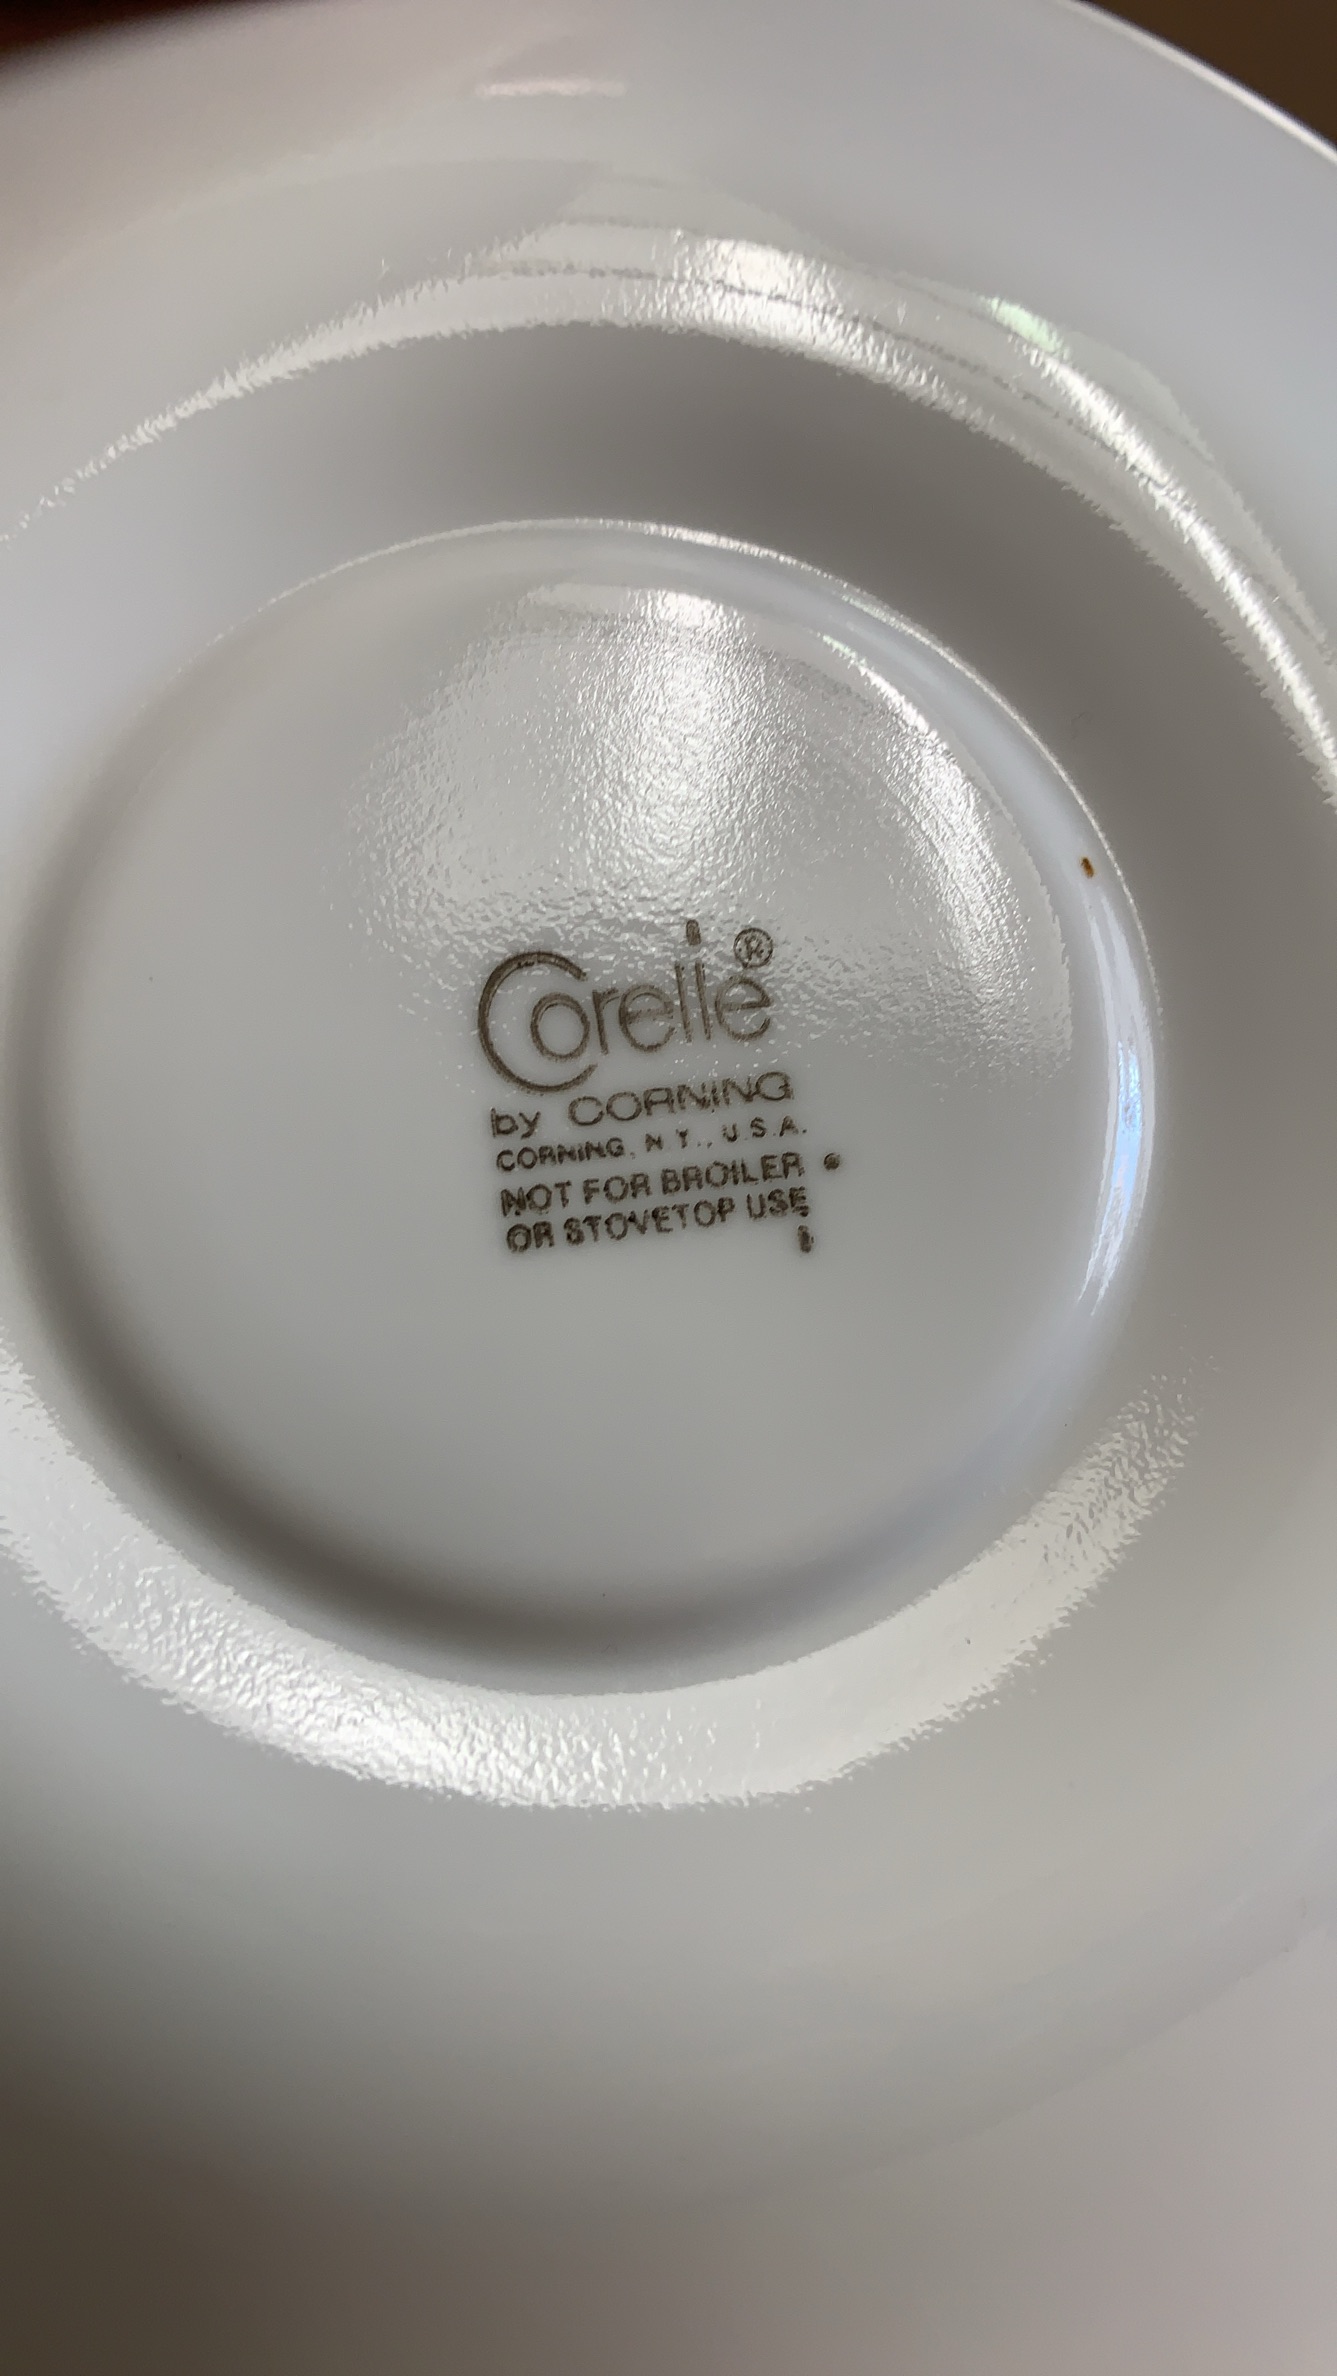 Corelle®
by CORNING
CORNING, N.Y., U.S.A.
NOT FOR BROILER
OR STOVETOP USE